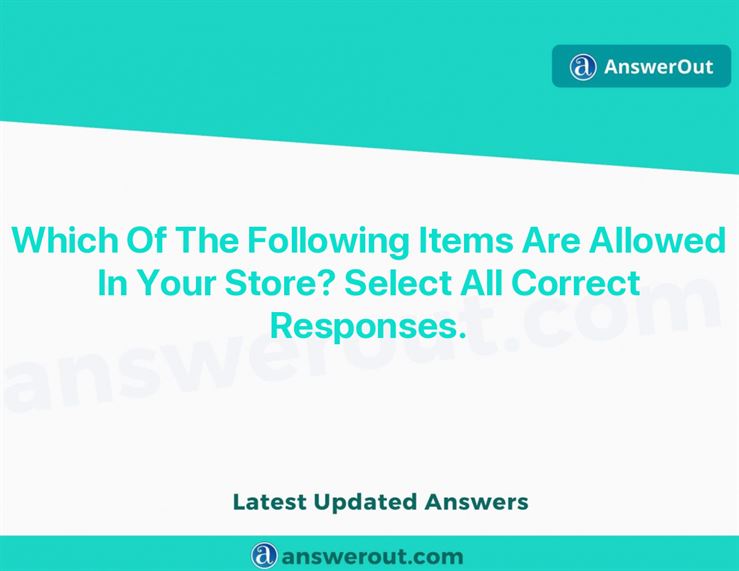 AnswerOut
Which Of The Following Items Are Allowed
In Your Store? Select All Correct
Responses.
answerout.com
Latest Updated Answers
answerout.com